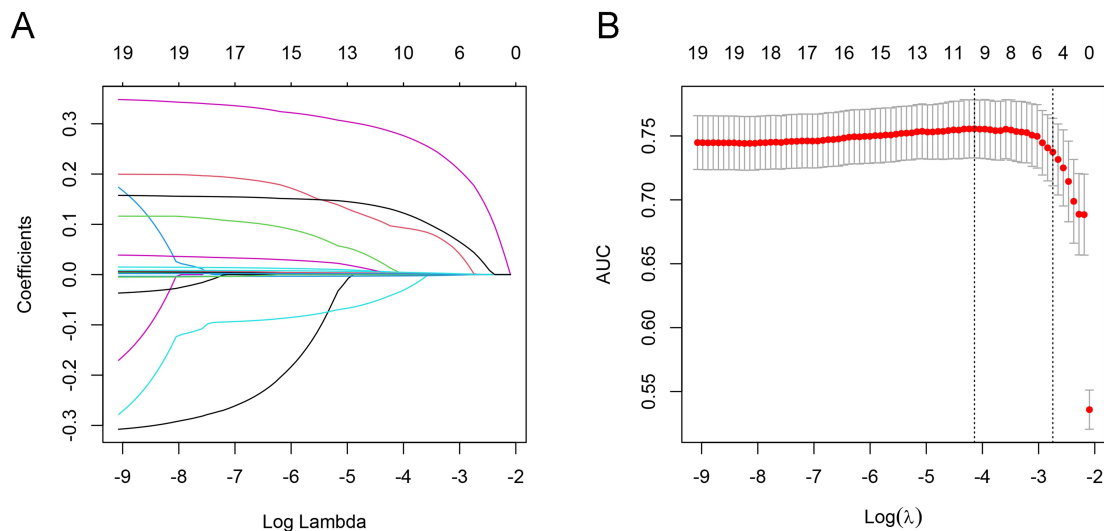 A
19 19 17 15 13 10 6 0
0.3
0.2
0.1
0.0
-0.1
-0.2
-0.3
Coefficients
-9 -8 -7 -6 -5 -4 -3 -2
Log Lambda
B
19 19 18 17 16 15 13 11 9 8 6 4 0
0.75
0.70
0.65
0.60
0.55
AUC
-9 -8 -7 -6 -5 -4 -3 -2
Log(λ)